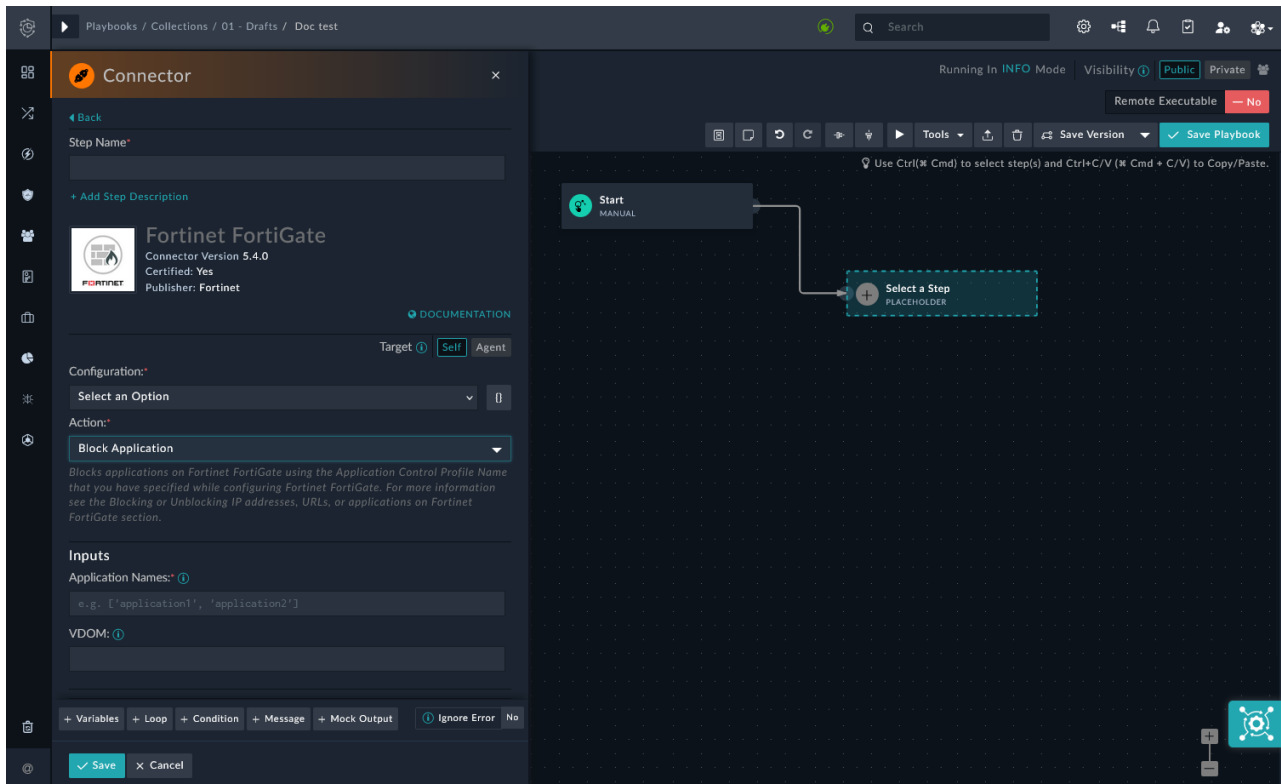 Playbooks / Collections / 01 - Drafts / Doc test
Search
Connector
Running In INFO Mode
Visibility
Public
Private
Remote Executable
No
Back
Step Name*
Tools
Save Version
Save Playbook
Use Ctrl(⌘ Cmd) to select step(s) and Ctrl+C/V (⌘ Cmd + C/V) to Copy/Paste.
+ Add Step Description
Start
MANUAL
Fortinet FortiGate
Connector Version 5.4.0
Certified: Yes
Publisher: Fortinet
FORTINET
Select a Step
PLACEHOLDER
DOCUMENTATION
Target
Self
Agent
Configuration:*
Select an Option
{}
Action:*
Block Application
Blocks applications on Fortinet FortiGate using the Application Control Profile Name
that you have specified while configuring Fortinet FortiGate. For more information
see the Blocking or Unblocking IP addresses, URLs, or applications on Fortinet
FortiGate section.
Inputs
Application Names:*
e.g. ['application1', 'application2']
VDOM:
+ Variables
+ Loop
+ Condition
+ Message
+ Mock Output
Ignore Error
No
Save
Cancel